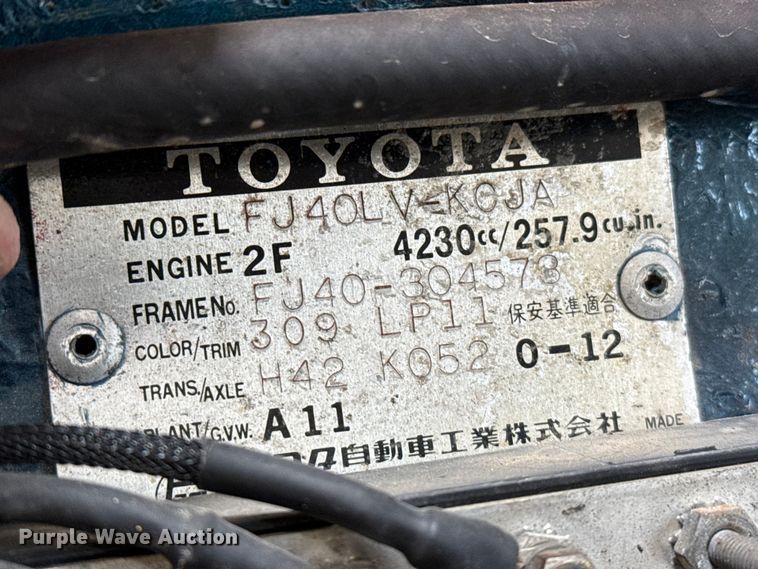 TOYOTA
MODEL FJ40LV-KCJA
ENGINE 2F 4230cc/257.9cu.in.
FRAME No. FJ40-304573
COLOR/TRIM 309 LP11 保安基準適合
TRANS./AXLE H42 K052 0-12
PLANT/G.V.W. A11
自動車工業株式会社 MADE
Purple Wave Auction